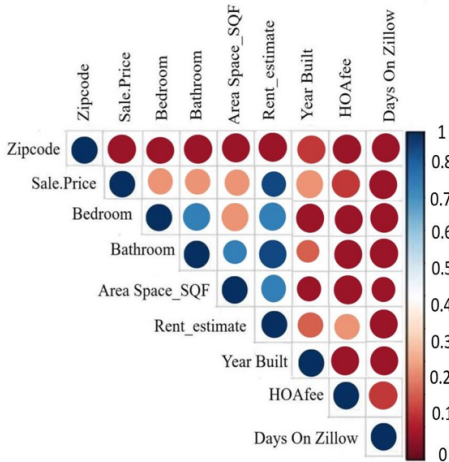 Zipcode
Sale.Price
Bedroom
Bathroom
Area Space_SQF
Rent_estimate
Year Built
HOAfee
Days On Zillow
Zipcode
Sale.Price
Bedroom
Bathroom
Area Space_SQF
Rent_estimate
Year Built
HOAfee
Days On Zillow
1
0.9
0.8
0.7
0.6
0.5
0.4
0.3
0.2
0.1
0